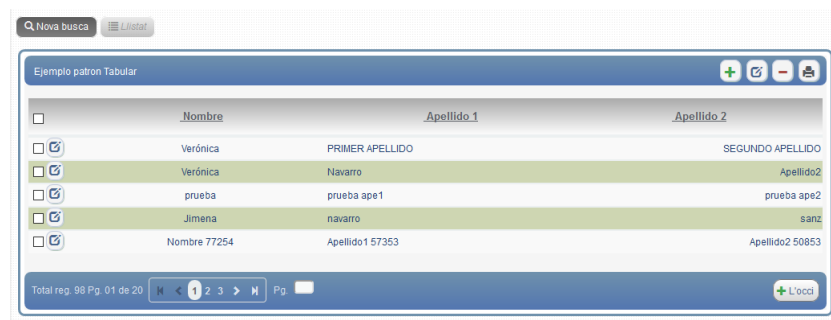 Nova busca Llistat
Ejemplo patron Tabular
Nombre Apellido 1 Apellido 2
Verónica PRIMER APELLIDO SEGUNDO APELLIDO
Verónica Navarro Apellido2
prueba prueba ape1 prueba ape2
Jimena navarro sanz
Nombre 77254 Apellido1 57353 Apellido2 50853
Total reg. 98 Pg. 01 de 20 1 2 3 Pg.
L'occi